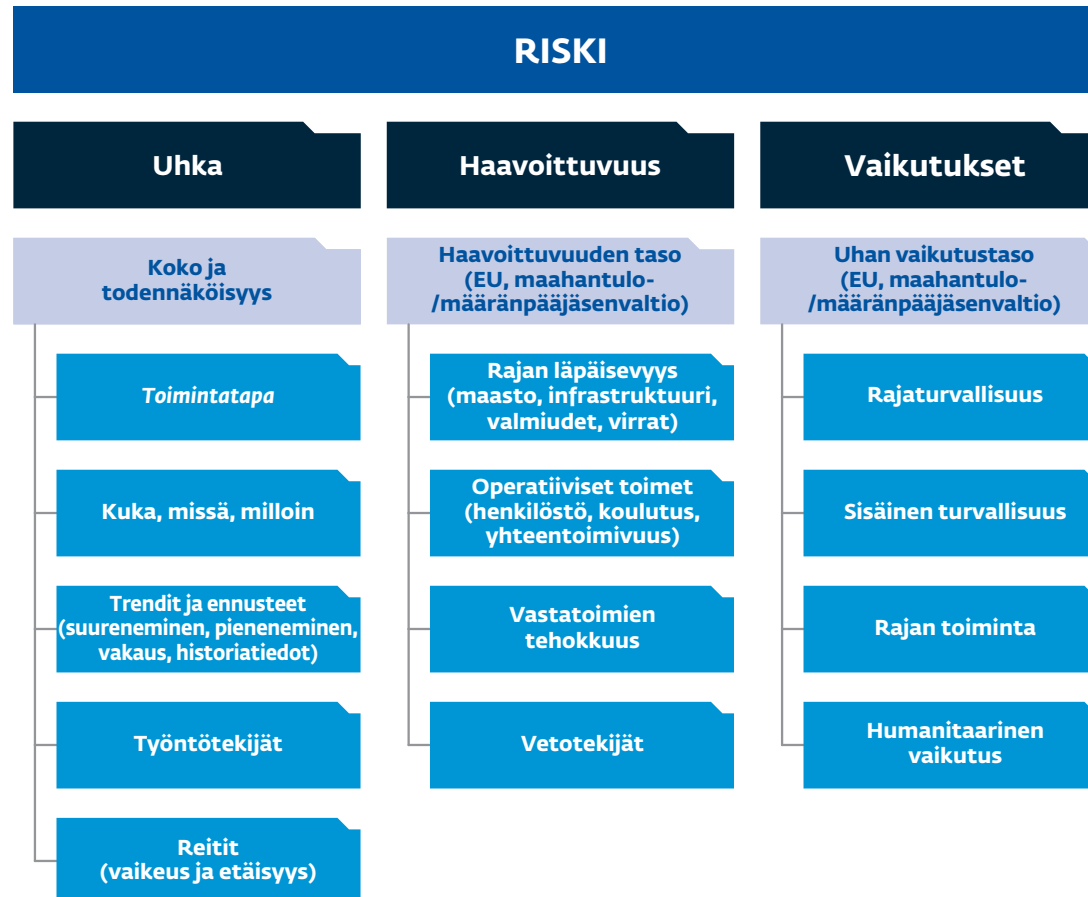 RISKI
Uhka
Koko ja
todennäköisyys
Toimintatapa
Kuka, missä, milloin
Trendit ja ennusteet
(suureneminen, pieneneminen,
vakaus, historiatiedot)
Työntötekijät
Reitit
(vaikeus ja etäisyys)
Haavoittuvuus
Haavoittuvuuden taso
(EU, maahantulo-
/määränpääjäsenvaltio)
Rajan läpäisevyys
(maasto, infrastruktuuri,
valmiudet, virrat)
Operatiiviset toimet
(henkilöstö, koulutus,
yhteentoimivuus)
Vastatoimien
tehokkuus
Vetotekijät
Vaikutukset
Uhan vaikutustaso
(EU, maahantulo-
/määränpääjäsenvaltio)
Rajaturvallisuus
Sisäinen turvallisuus
Rajan toiminta
Humanitaarinen
vaikutus